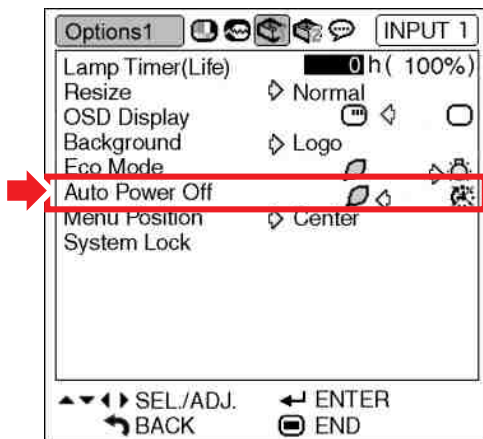 Options1 INPUT 1
Lamp Timer(Life) 0 h( 100%)
Resize Normal
OSD Display
Background Logo
Eco Mode
Auto Power Off
Menu Position Center
System Lock
SEL./ADJ. ENTER
BACK END